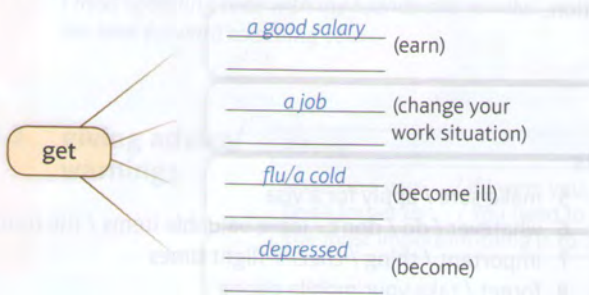 a good salary
(earn)
get
a job
(change your
work situation)
flu/a cold
(become ill)
depressed
(become)